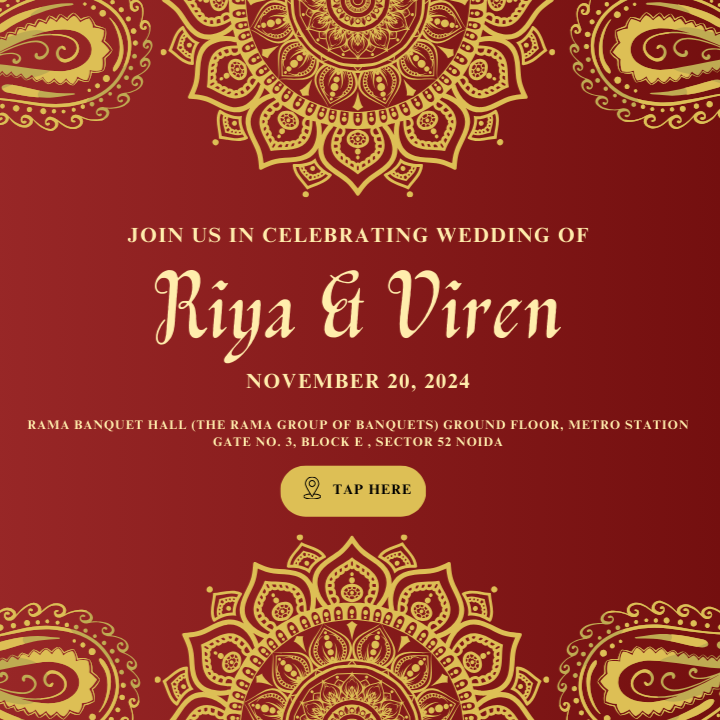 JOIN US IN CELEBRATING WEDDING OF
Riya & Viren
NOVEMBER 20, 2024
RAMA BANQUET HALL (THE RAMA GROUP OF BANQUETS) GROUND FLOOR, METRO STATION
GATE NO. 3, BLOCK E , SECTOR 52 NOIDA
TAP HERE